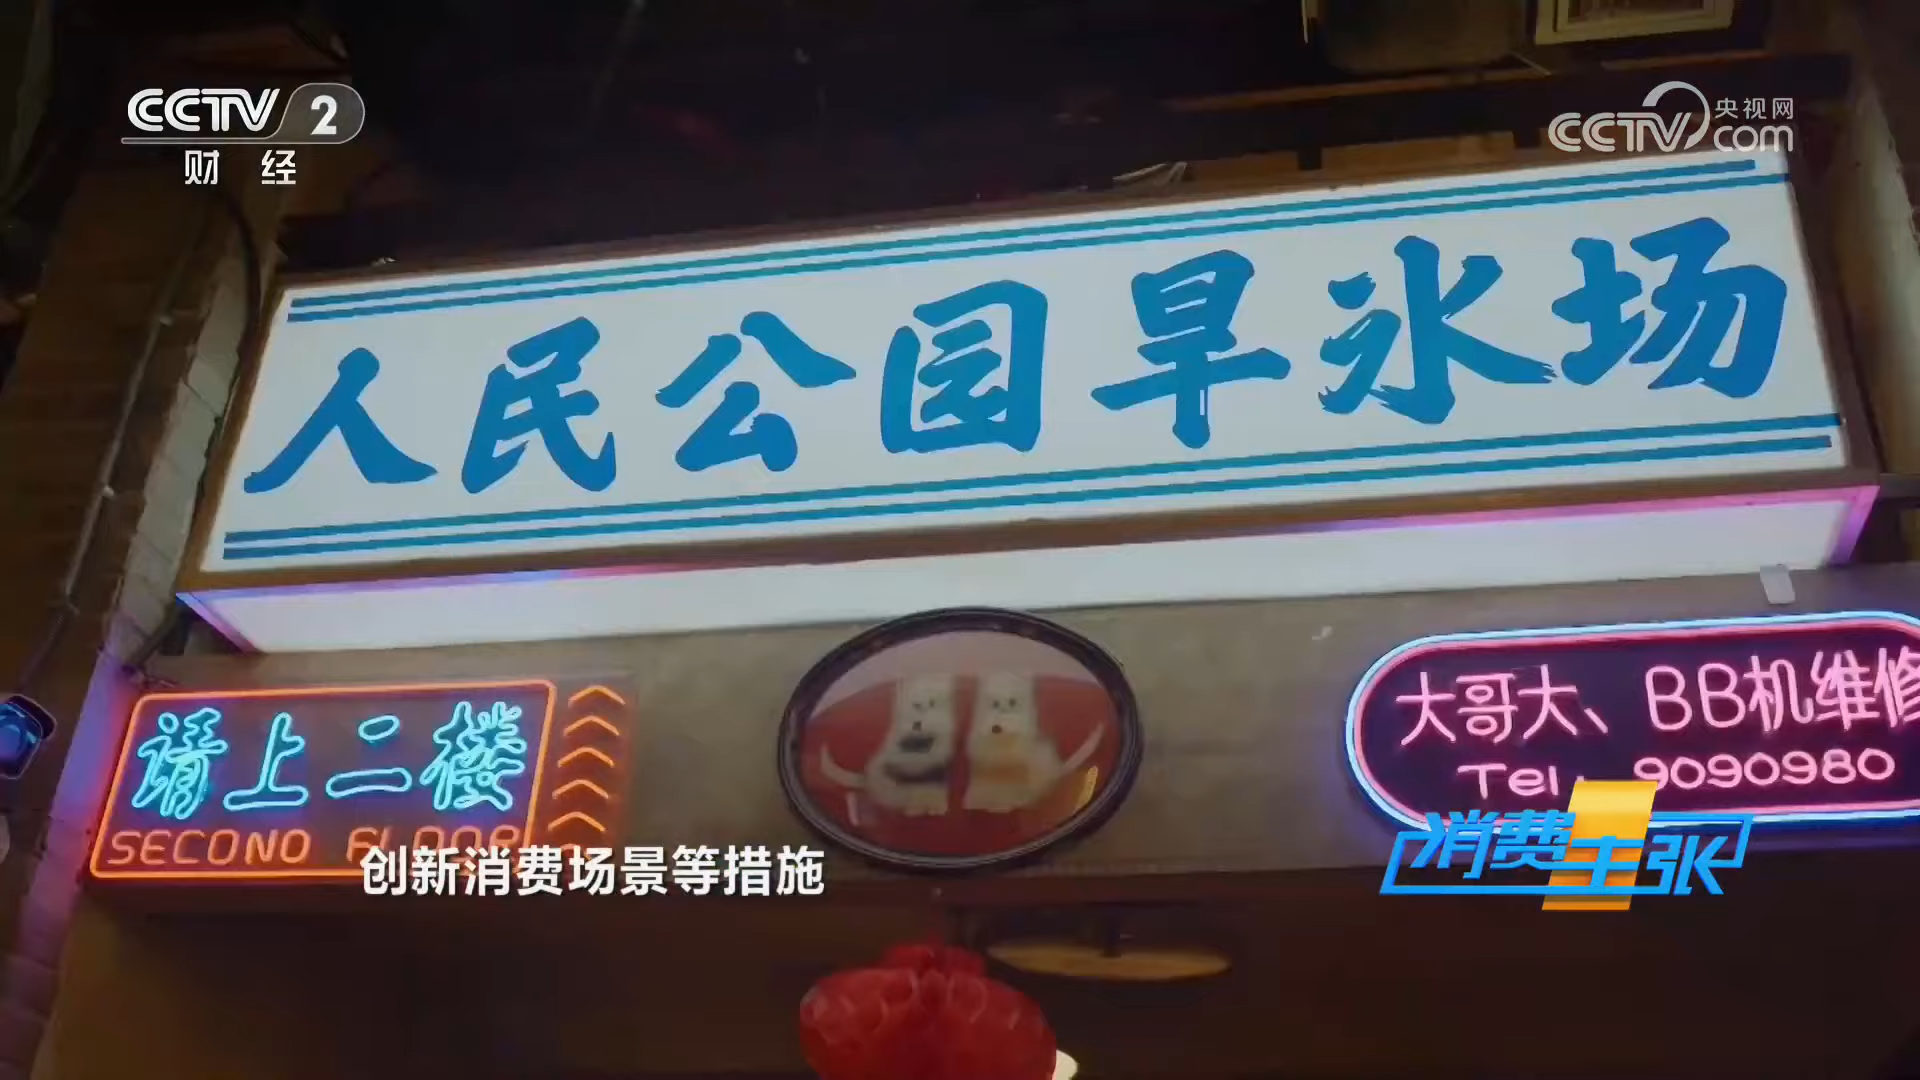 CCTV 2
财 经
CCTV.com 央视网
人民公园旱冰场
请上二楼
SECOND FLOOR
大哥大、BB机维修
Tel: 9090980
创新消费场景等措施
消费主张